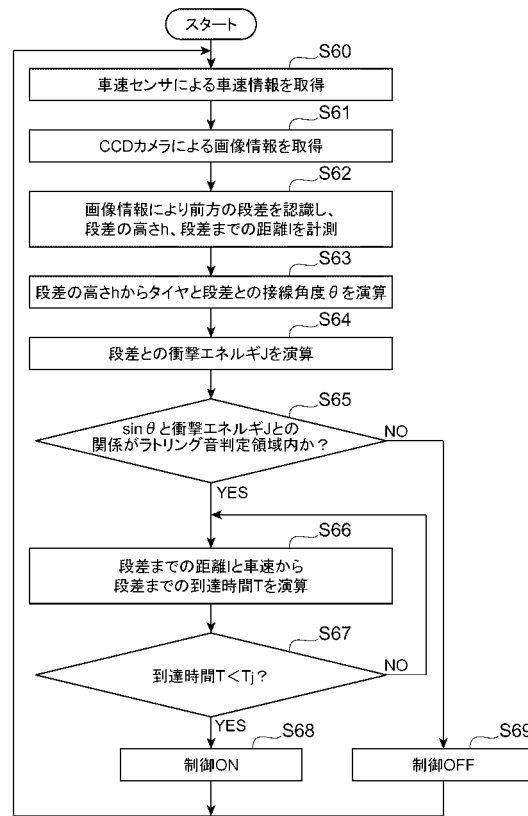 スタート
S60
車速センサによる車速情報を取得
S61
CCDカメラによる画像情報を取得
S62
画像情報により前方の段差を認識し、
段差の高さh、段差までの距離lを計測
S63
段差の高さhからタイヤと段差との接線角度θを演算
S64
段差との衝撃エネルギJを演算
S65
sinθと衝撃エネルギJとの
関係がラトリング音判定領域内か？
NO
YES
S66
段差までの距離lと車速から
段差までの到達時間Tを演算
S67
到達時間T＜Tj？
NO
YES
S68
制御ON
S69
制御OFF